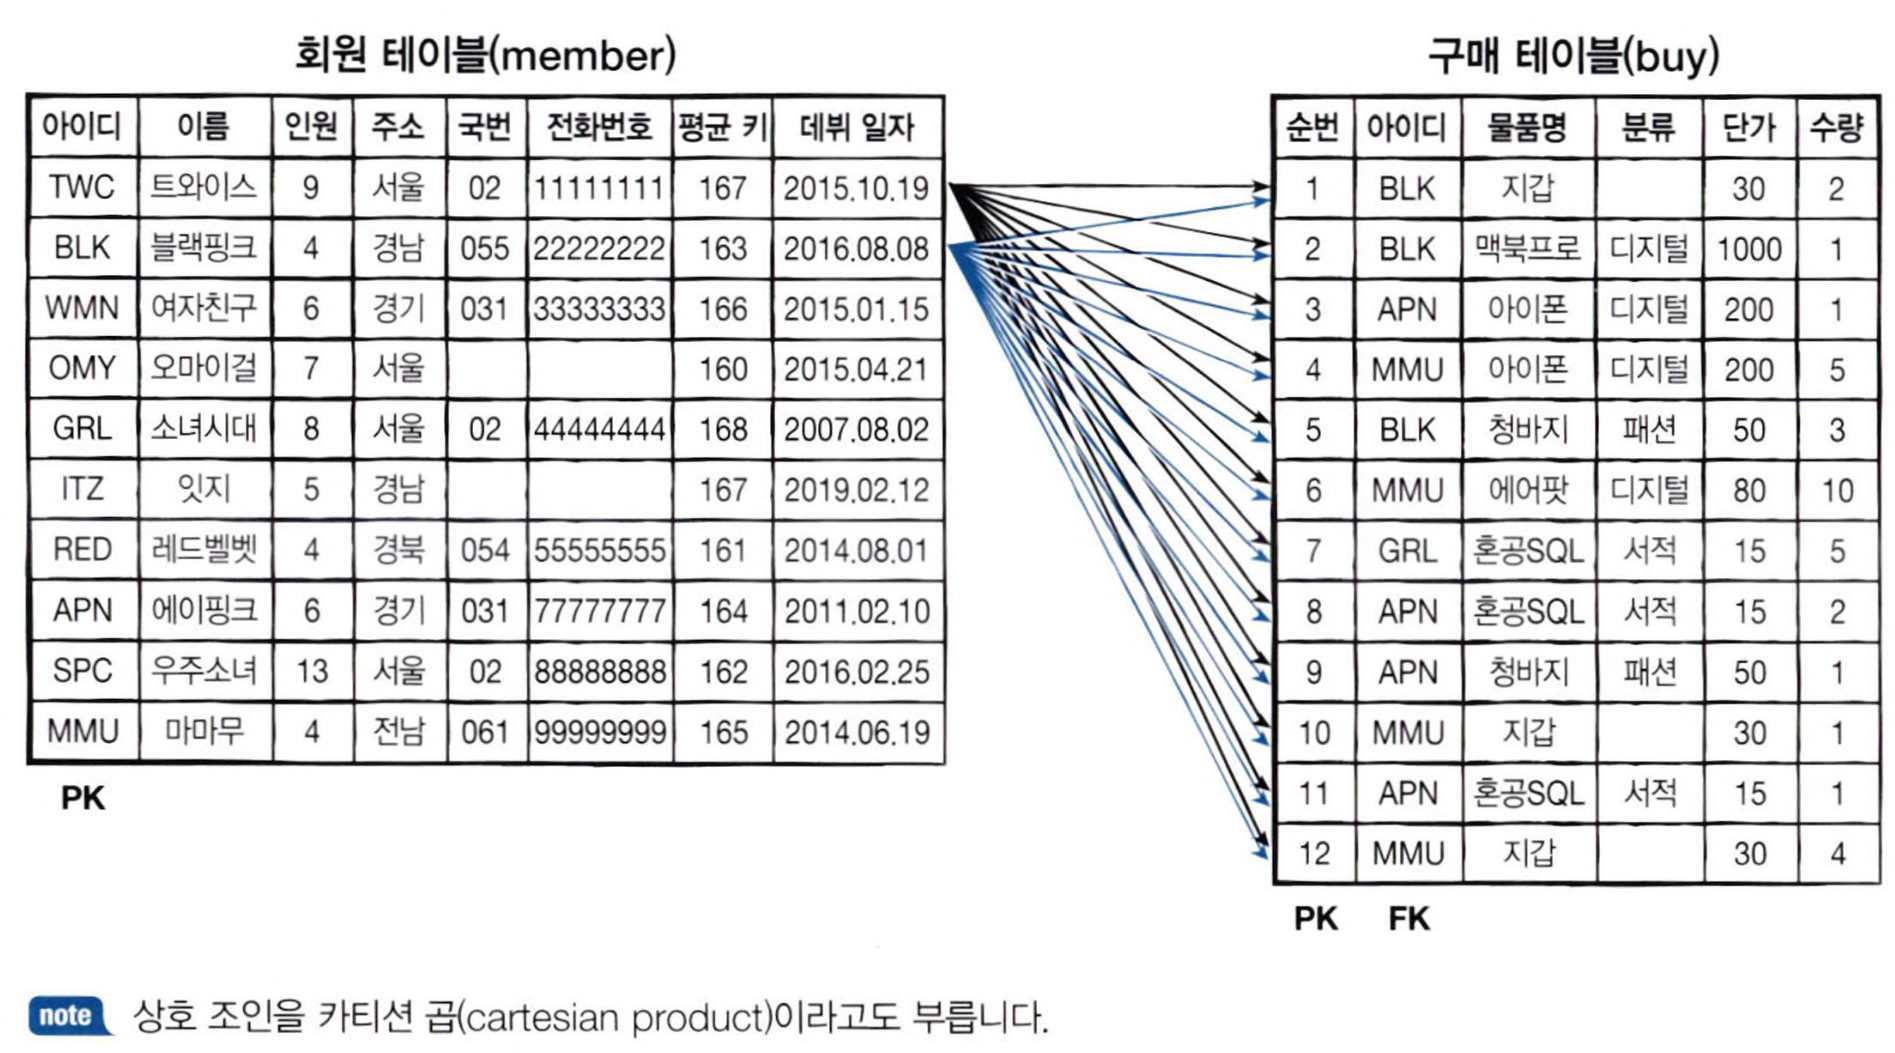 회원 테이블(member)
아이디 이름 인원 주소 국번 전화번호 평균 키 데뷔 일자
TWC 트와이스 9 서울 02 11111111 167 2015.10.19
BLK 블랙핑크 4 경남 055 22222222 163 2016.08.08
WMN 여자친구 6 경기 031 33333333 166 2015.01.15
OMY 오마이걸 7 서울 160 2015.04.21
GRL 소녀시대 8 서울 02 44444444 168 2007.08.02
ITZ 잇지 5 경남 167 2019.02.12
RED 레드벨벳 4 경북 054 55555555 161 2014.08.01
APN 에이핑크 6 경기 031 77777777 164 2011.02.10
SPC 우주소녀 13 서울 02 88888888 162 2016.02.25
MMU 마마무 4 전남 061 99999999 165 2014.06.19
PK
구매 테이블(buy)
순번 아이디 물품명 분류 단가 수량
1 BLK 지갑 30 2
2 BLK 맥북프로 디지털 1000 1
3 APN 아이폰 디지털 200 1
4 MMU 아이폰 디지털 200 5
5 BLK 청바지 패션 50 3
6 MMU 에어팟 디지털 80 10
7 GRL 혼공SQL 서적 15 5
8 APN 혼공SQL 서적 15 2
9 APN 청바지 패션 50 1
10 MMU 지갑 30 1
11 APN 혼공SQL 서적 15 1
12 MMU 지갑 30 4
PK FK
note 상호 조인을 카티션 곱(cartesian product)이라고도 부릅니다.